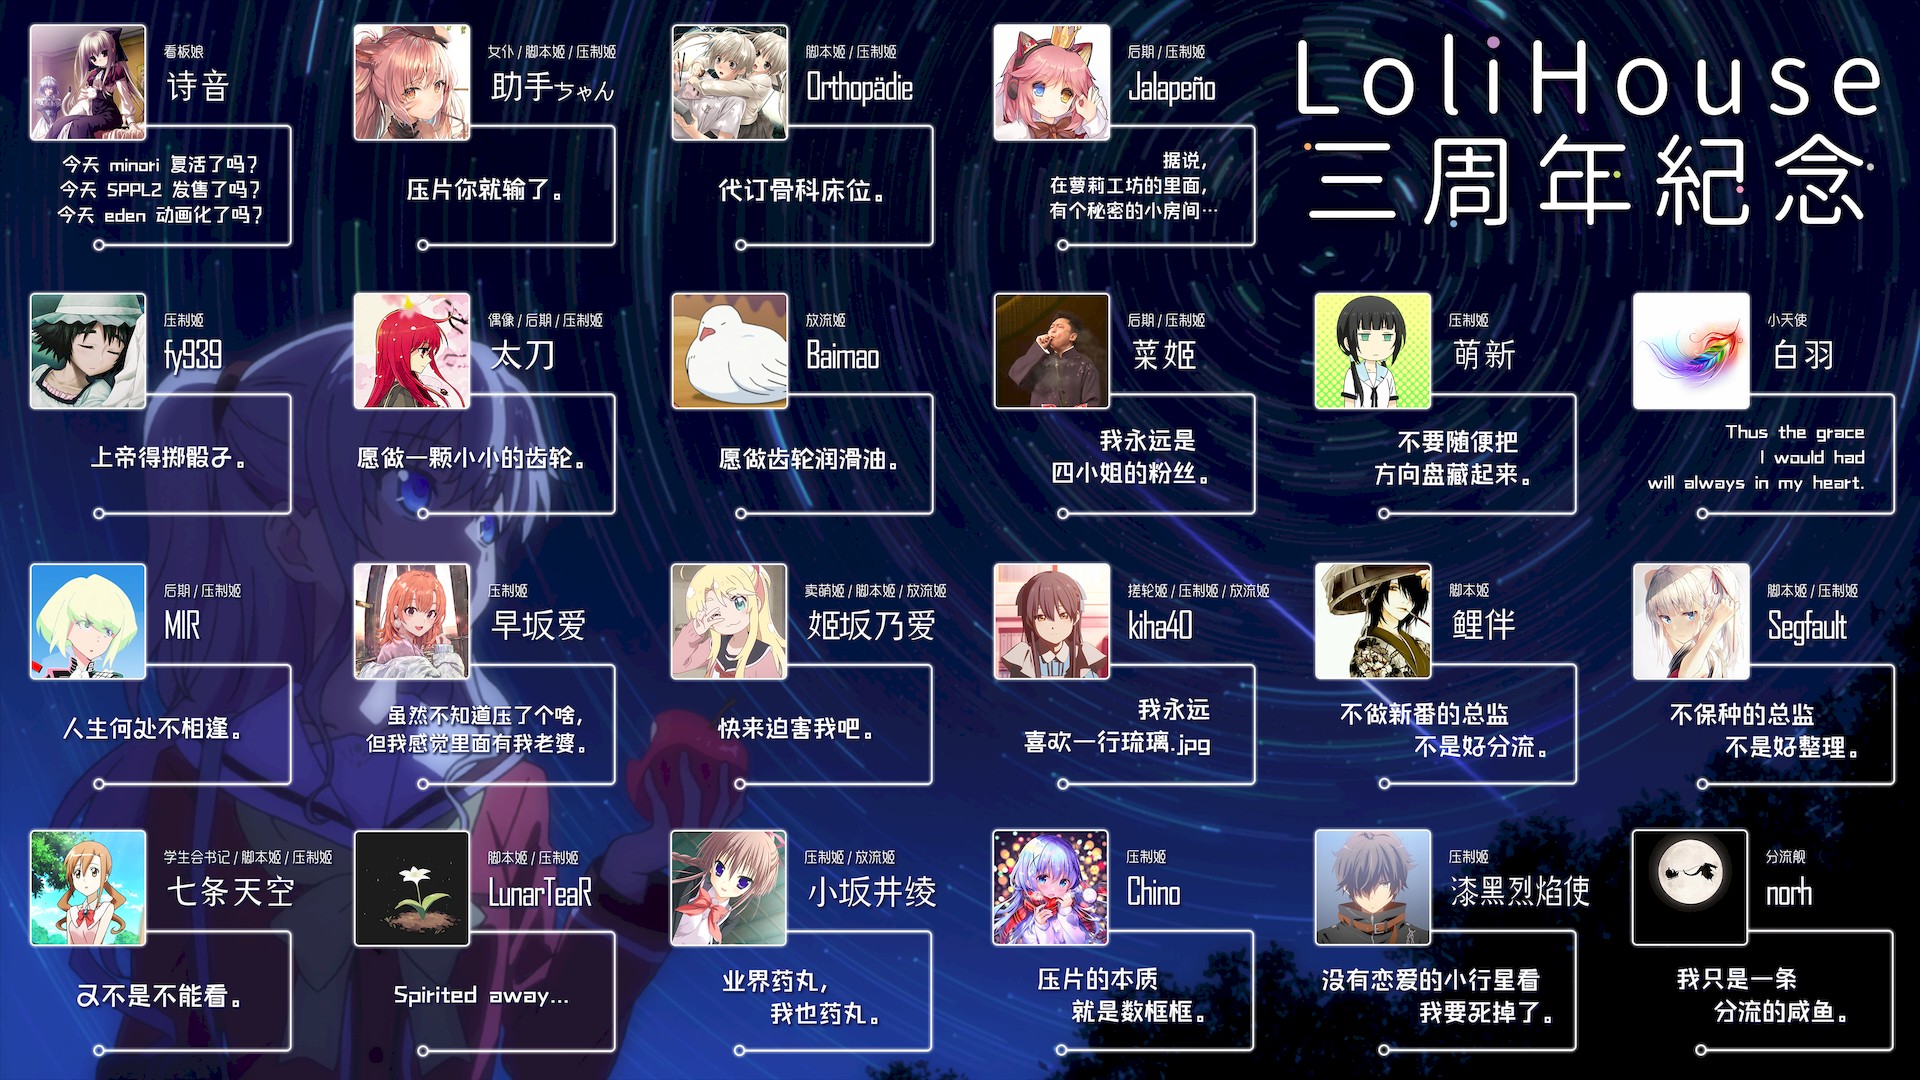 LoliHouse
三周年紀念
看板娘
诗音
今天 minori 复活了吗？
今天 SPPL2 发售了吗？
今天 eden 动画化了吗？
女仆 / 脚本姬 / 压制姬
助手ちゃん
压片你就输了。
脚本姬 / 压制姬
Orthopädie
代订骨科床位。
后期 / 压制姬
Jalapeño
据说，
在萝莉工坊的里面，
有个秘密的小房间…
压制姬
fy939
上帝得掷骰子。
偶像 / 后期 / 压制姬
太刀
愿做一颗小小的齿轮。
放流姬
Baimao
愿做齿轮润滑油。
后期 / 压制姬
菜姬
我永远是
四小姐的粉丝。
压制姬
萌新
不要随便把
方向盘藏起来。
小天使
白羽
Thus the grace
I would had
will always in my heart.
后期 / 压制姬
MIR
人生何处不相逢。
压制姬
早坂爱
虽然不知道压了个啥，
但我感觉里面有我老婆。
卖萌姬 / 脚本姬 / 放流姬
姬坂乃爱
快来迫害我吧。
搓轮姬 / 压制姬 / 放流姬
kiha40
我永远
喜欢一行琉璃.jpg
脚本姬
鲤伴
不做新番的总监
不是好分流。
脚本姬 / 压制姬
Segfault
不保种的总监
不是好整理。
学生会书记 / 脚本姬 / 压制姬
七条天空
又不是不能看。
脚本姬 / 压制姬
LunarTeaR
Spirited away...
压制姬 / 放流姬
小坂井绫
业界药丸，
我也药丸。
压制姬
Chino
压片的本质
就是数框框。
压制姬
漆黑烈焰使
没有恋爱的小行星看
我要死掉了。
分流舰
norh
我只是一条
分流的咸鱼。